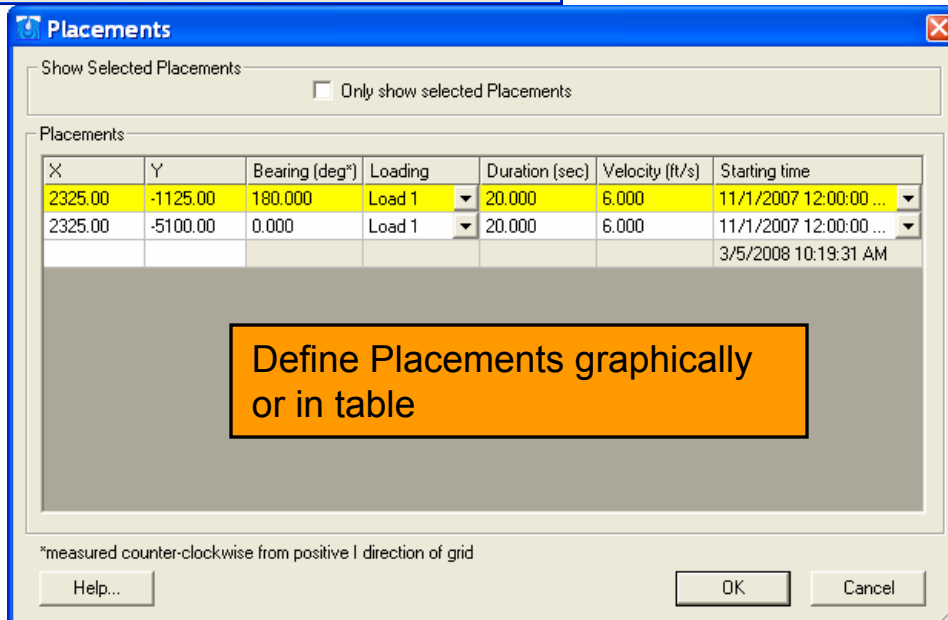 Placements
Show Selected Placements
Only show selected Placements
Placements
X Y Bearing (deg*) Loading Duration (sec) Velocity (ft/s) Starting time
2325.00 -1125.00 180.000 Load 1 20.000 6.000 11/1/2007 12:00:00 ...
2325.00 -5100.00 0.000 Load 1 20.000 6.000 11/1/2007 12:00:00 ...
3/5/2008 10:19:31 AM
Define Placements graphically
or in table
*measured counter-clockwise from positive I direction of grid
Help... OK Cancel